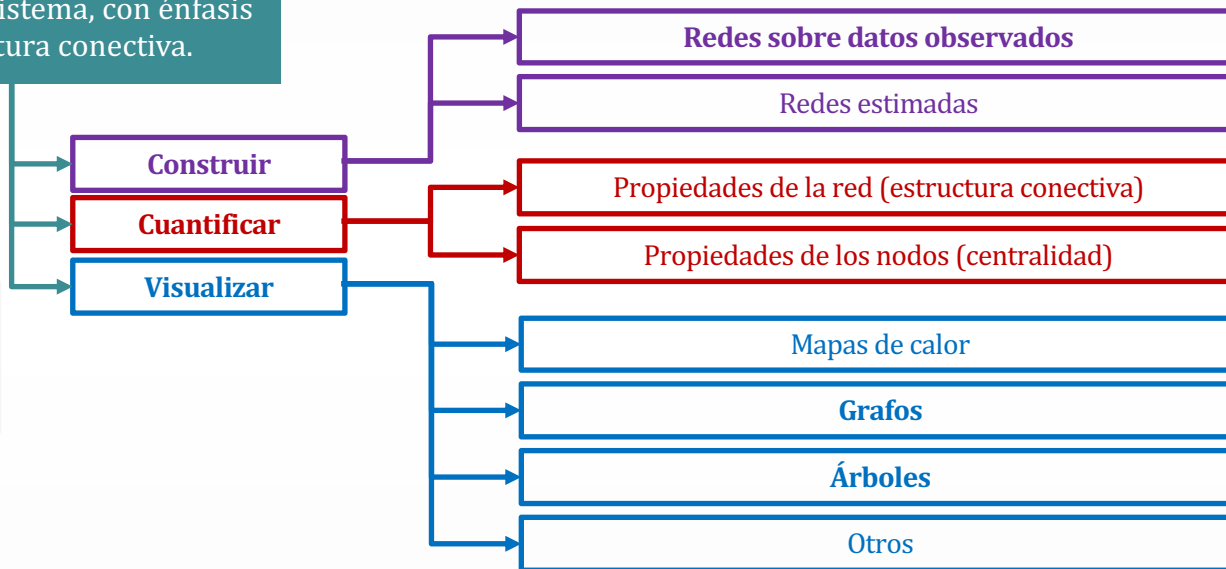 istema, con énfasis
tura conectiva.
Construir
Cuantificar
Visualizar
Redes sobre datos observados
Redes estimadas
Propiedades de la red (estructura conectiva)
Propiedades de los nodos (centralidad)
Mapas de calor
Grafos
Árboles
Otros